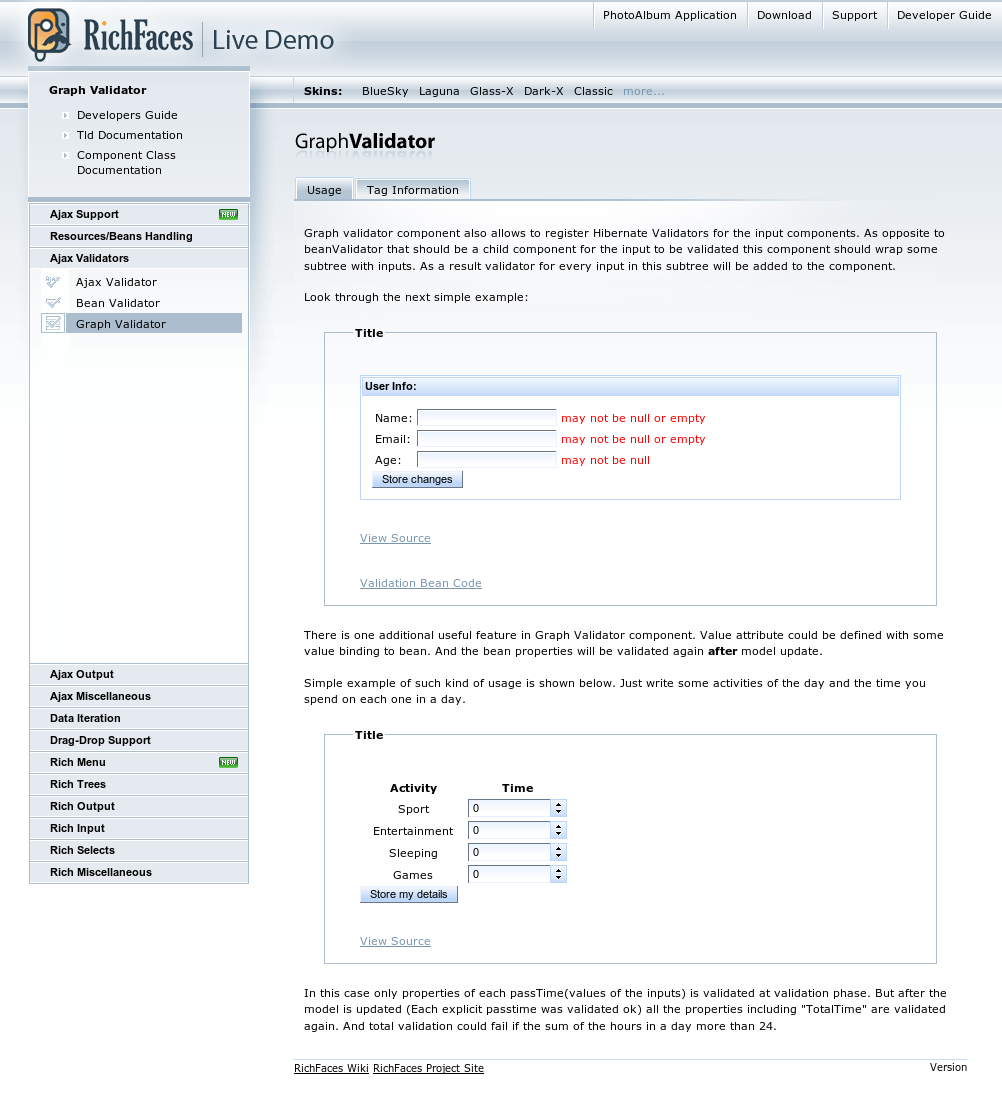 PhotoAlbum Application Download Support Developer Guide
RichFaces Live Demo
Skins: BlueSky Laguna Glass-X Dark-X Classic more...
Graph Validator
Developers Guide
Tld Documentation
Component Class
Documentation
Ajax Support NEW
Resources/Beans Handling
Ajax Validators
Ajax Validator
Bean Validator
Graph Validator
Ajax Output
Ajax Miscellaneous
Data Iteration
Drag-Drop Support
Rich Menu NEW
Rich Trees
Rich Output
Rich Input
Rich Selects
Rich Miscellaneous
GraphValidator
Usage Tag Information
Graph validator component also allows to register Hibernate Validators for the input components. As opposite to
beanValidator that should be a child component for the input to be validated this component should wrap some
subtree with inputs. As a result validator for every input in this subtree will be added to the component.
Look through the next simple example:
Title
User Info:
Name: may not be null or empty
Email: may not be null or empty
Age: may not be null
Store changes
View Source
Validation Bean Code
There is one additional useful feature in Graph Validator component. Value attribute could be defined with some
value binding to bean. And the bean properties will be validated again after model update.
Simple example of such kind of usage is shown below. Just write some activities of the day and the time you
spend on each one in a day.
Title
Activity Time
Sport 0
Entertainment 0
Sleeping 0
Games 0
Store my details
View Source
In this case only properties of each passTime(values of the inputs) is validated at validation phase. But after the
model is updated (Each explicit passtime was validated ok) all the properties including "TotalTime" are validated
again. And total validation could fail if the sum of the hours in a day more than 24.
RichFaces Wiki RichFaces Project Site Version